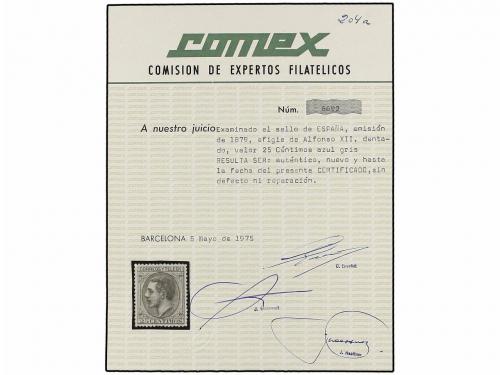 204a
comex
COMISION DE EXPERTOS FILATELICOS
Núm.
A nuestro juicio Examinado el sello de ESPAÑA, emisión
de 1879, efigie de Alfonso XII, denta-
do, valor 25 Céntimos azul gris
RESULTA SER: auténtico, nuevo y hasta
la fecha del presente CERTIFICADO, sin
defecto ni reparación.
BARCELONA 5 Mayo de 1975
CORREOS Y TELEGS
25 CENTIMOS